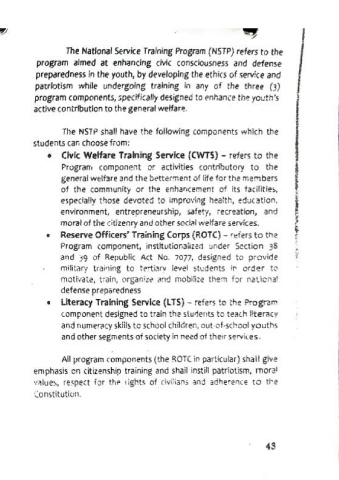 The National Service Training Program (NSTP) refers to the
program aimed at enhancing civic consciousness and defense
preparedness in the youth, by developing the ethics of service and
patriotism while undergoing training in any of the three (3)
program components, specifically designed to enhance the youth's
active contribution to the general welfare.
The NSTP shall have the following components which the
students can choose from:
• Civic Welfare Training Service (CWTS) – refers to the
Program component or activities contributory to the
general welfare and the betterment of life for the members
of the community or the enhancement of its facilities,
especially those devoted to improving health, education,
environment, entrepreneurship, safety, recreation, and
moral of the citizenry and other social welfare services.
• Reserve Officers' Training Corps (ROTC) – refers to the
Program component, institutionalized under Section 38
and 39 of Republic Act No. 7077, designed to provide
military training to tertiary level students in order to
motivate, train, organize and mobilize them for national
defense preparedness
• Literacy Training Service (LTS) – refers to the Program
component designed to train the students to teach literacy
and numeracy skills to school children, out-of-school youths
and other segments of society in need of their services.
All program components (the ROTC in particular) shall give
emphasis on citizenship training and shall instill patriotism, moral
values, respect for the rights of civilians and adherence to the
Constitution.
43